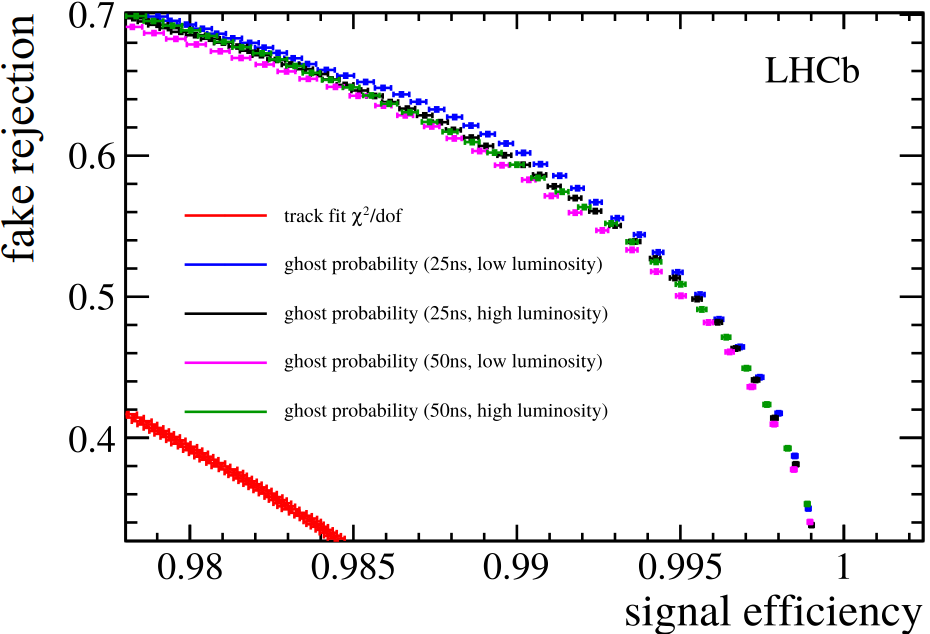 fake rejection
0.7
0.6
0.5
0.4
LHCb
track fit χ²/dof
ghost probability (25ns, low luminosity)
ghost probability (25ns, high luminosity)
ghost probability (50ns, low luminosity)
ghost probability (50ns, high luminosity)
0.98 0.985 0.99 0.995 1
signal efficiency